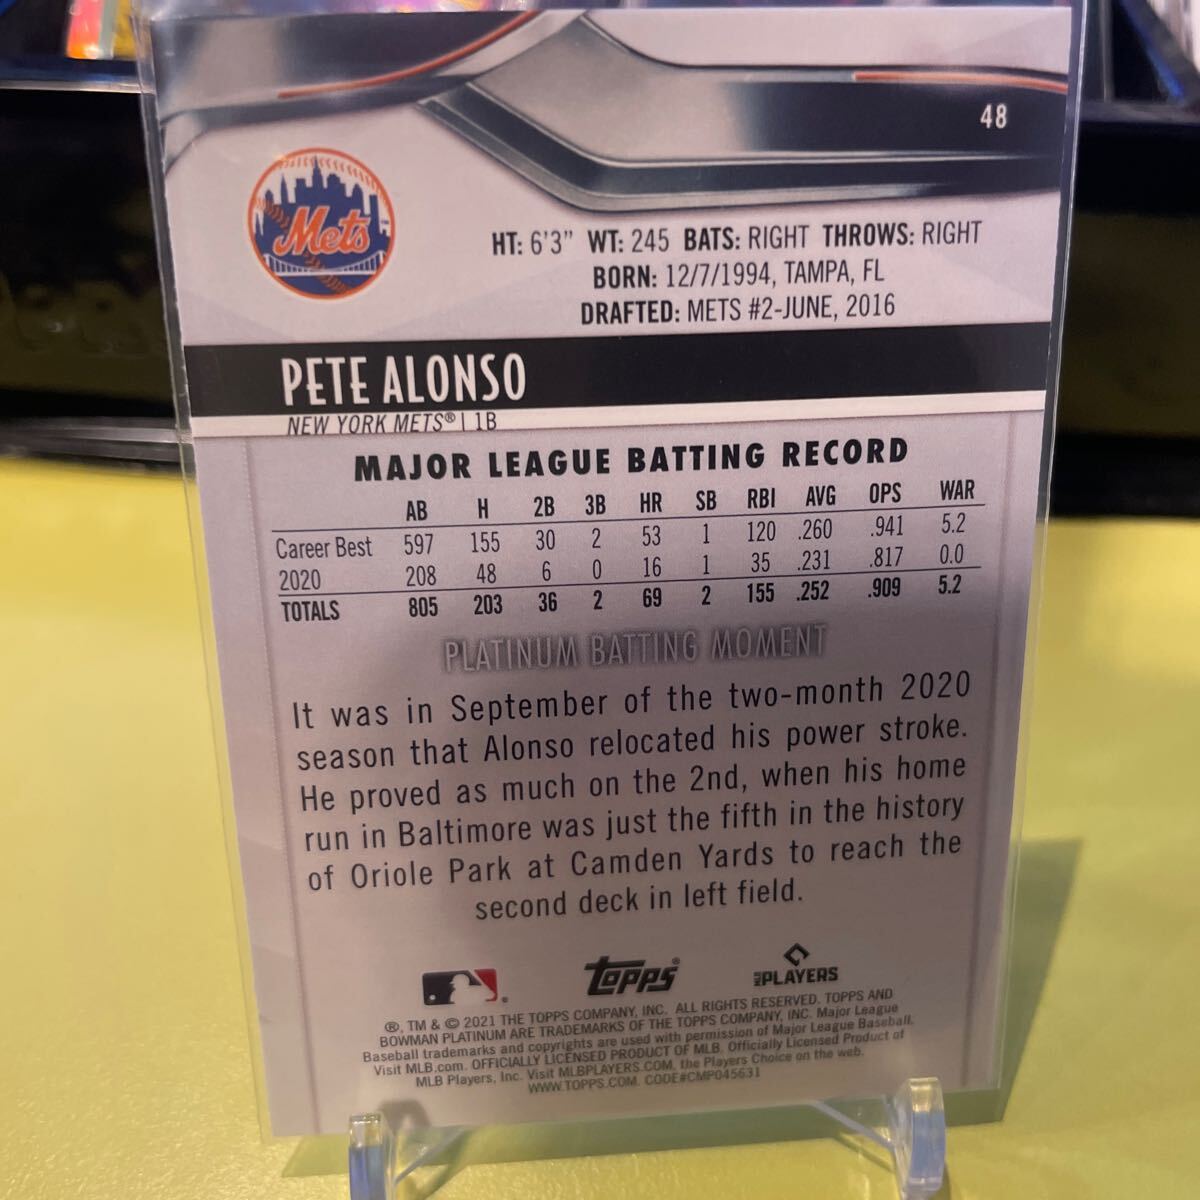 48
Mets
HT: 6'3" WT: 245 BATS: RIGHT THROWS: RIGHT
BORN: 12/7/1994, TAMPA, FL
DRAFTED: METS #2-JUNE, 2016
PETE ALONSO
NEW YORK METS® | 1B
MAJOR LEAGUE BATTING RECORD
AB H 2B 3B HR SB RBI AVG OPS WAR
Career Best 597 155 30 2 53 1 120 .260 .941 5.2
2020 208 48 6 0 16 1 35 .231 .817 0.0
TOTALS 805 203 36 2 69 2 155 .252 .909 5.2
PLATINUM BATTING MOMENT
It was in September of the two-month 2020
season that Alonso relocated his power stroke.
He proved as much on the 2nd, when his home
run in Baltimore was just the fifth in the history
of Oriole Park at Camden Yards to reach the
second deck in left field.
Topps®
MLB PLAYERS
®, TM & © 2021 THE TOPPS COMPANY, INC. ALL RIGHTS RESERVED. TOPPS AND
BOWMAN PLATINUM ARE TRADEMARKS OF THE TOPPS COMPANY, INC. Major League
Baseball trademarks and copyrights are used with permission of Major League Baseball.
Visit MLB.com. OFFICIALLY LICENSED PRODUCT OF MLB. Officially Licensed Product of
MLB Players, Inc. Visit MLBPLAYERS.COM, the Players Choice on the web.
WWW.TOPPS.COM. CODE#CMP045631